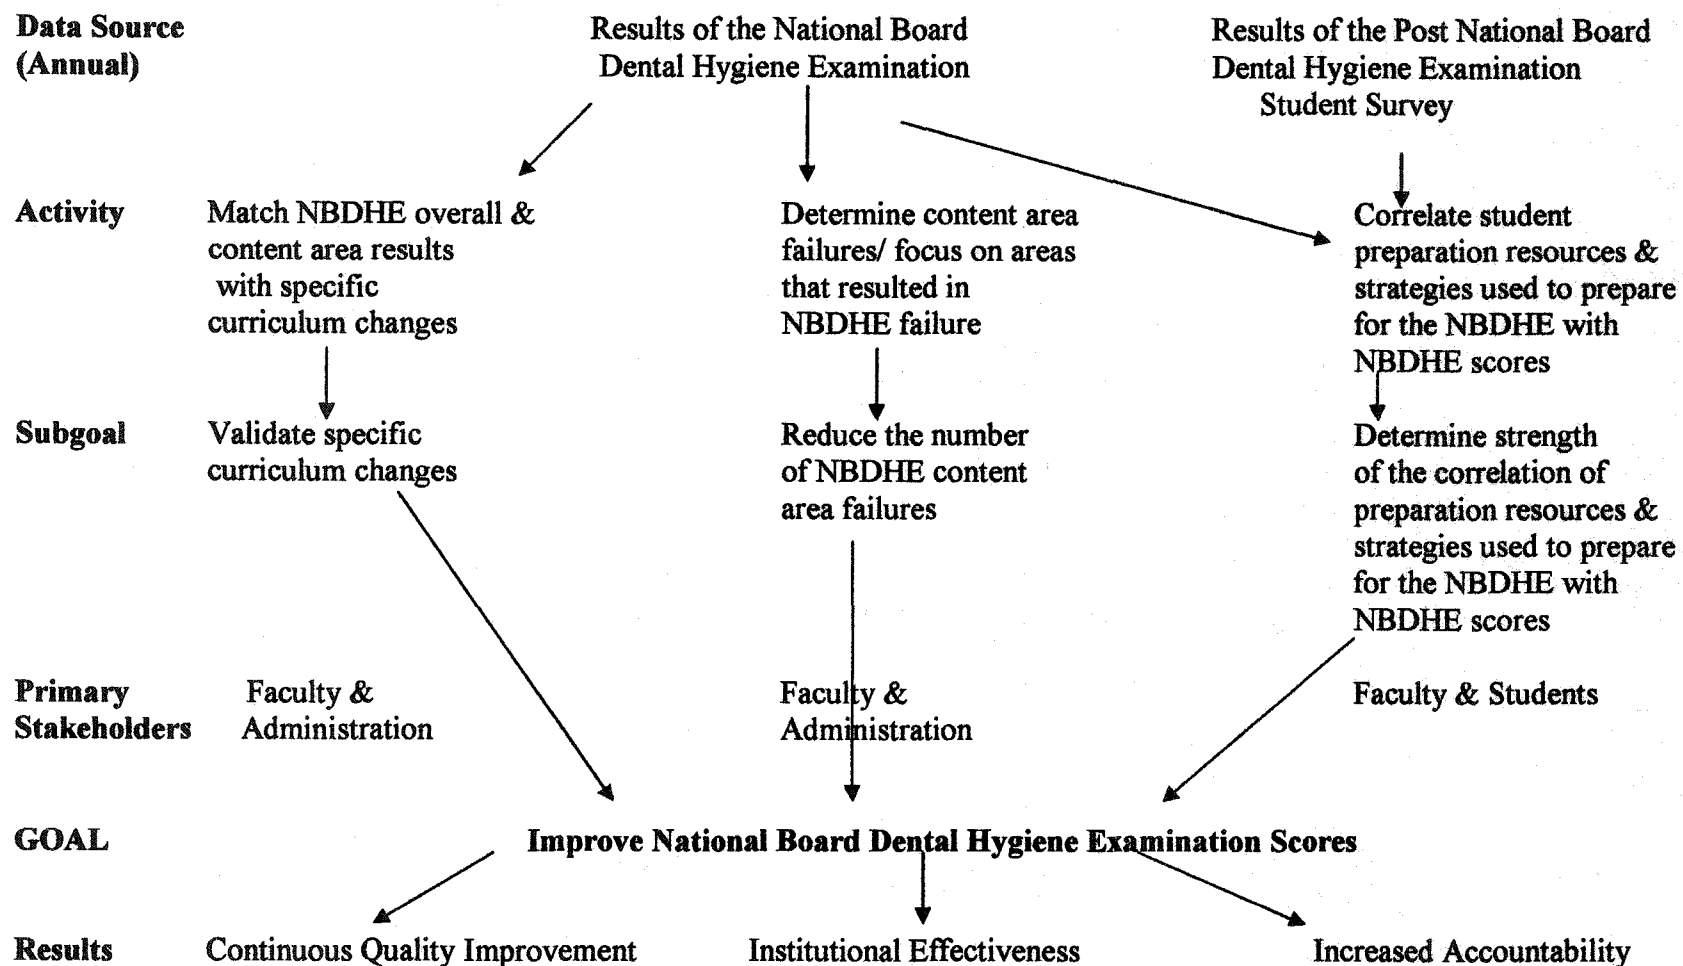 Data Source
(Annual)
Results of the National Board
Dental Hygiene Examination
Results of the Post National Board
Dental Hygiene Examination
Student Survey
Activity
Match NBDHE overall &
content area results
with specific
curriculum changes
Determine content area
failures/ focus on areas
that resulted in
NBDHE failure
Correlate student
preparation resources &
strategies used to prepare
for the NBDHE with
NBDHE scores
Subgoal
Validate specific
curriculum changes
Reduce the number
of NBDHE content
area failures
Determine strength
of the correlation of
preparation resources &
strategies used to prepare
for the NBDHE with
NBDHE scores
Primary
Stakeholders
Faculty &
Administration
Faculty &
Administration
Faculty & Students
GOAL
Improve National Board Dental Hygiene Examination Scores
Results
Continuous Quality Improvement
Institutional Effectiveness
Increased Accountability